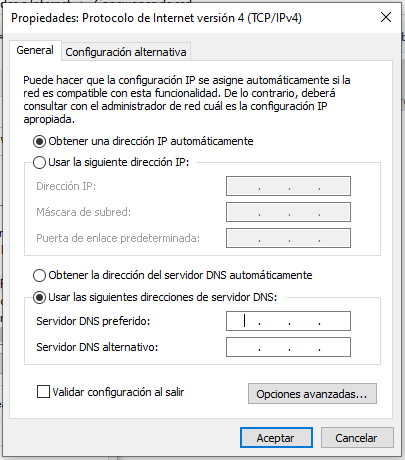 Propiedades: Protocolo de Internet versión 4 (TCP/IPv4)
General
Configuración alternativa
Puede hacer que la configuración IP se asigne automáticamente si la
red es compatible con esta funcionalidad. De lo contrario, deberá
consultar con el administrador de red cuál es la configuración IP
apropiada.
Obtener una dirección IP automáticamente
Usar la siguiente dirección IP:
Dirección IP:
Máscara de subred:
Puerta de enlace predeterminada:
Obtener la dirección del servidor DNS automáticamente
Usar las siguientes direcciones de servidor DNS:
Servidor DNS preferido:
Servidor DNS alternativo:
Validar configuración al salir
Opciones avanzadas...
Aceptar
Cancelar